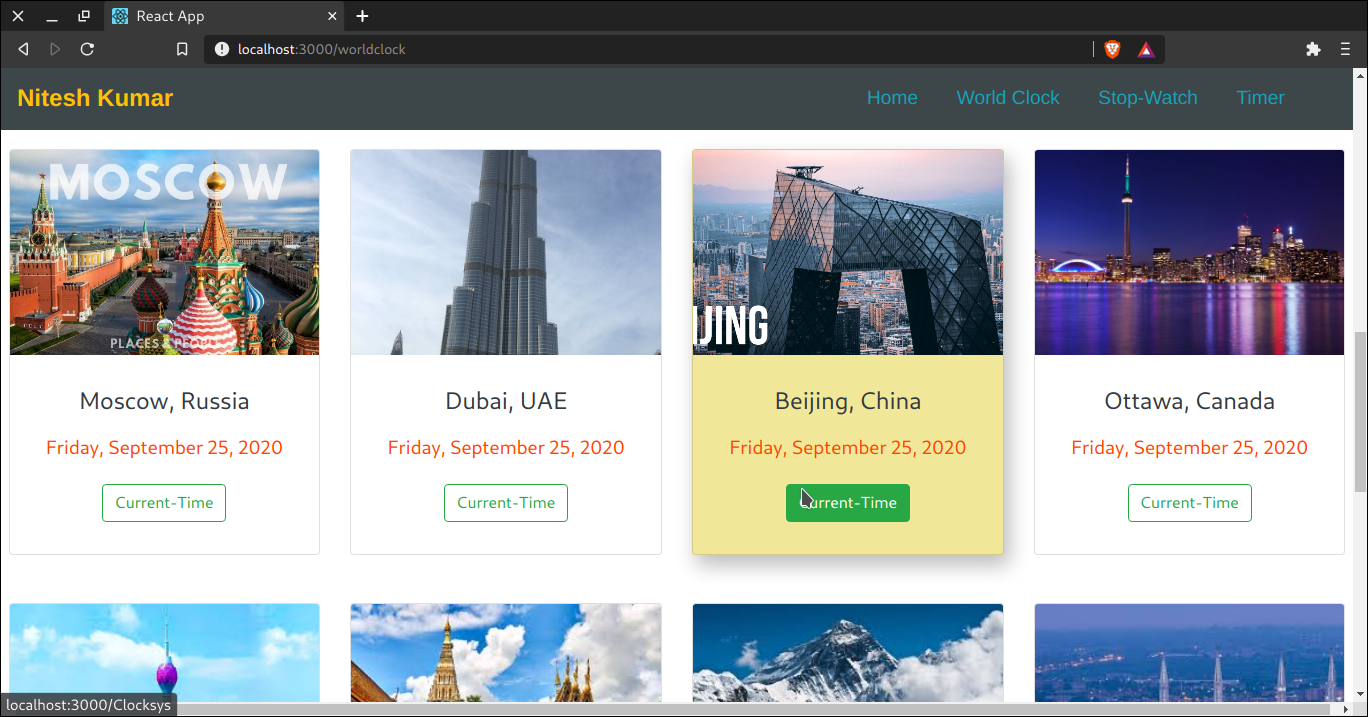 React App
localhost:3000/worldclock
Nitesh Kumar
Home World Clock Stop-Watch Timer
MOSCOW
PLACES & PEOPL
IJING
Moscow, Russia
Friday, September 25, 2020
Current-Time
Dubai, UAE
Friday, September 25, 2020
Current-Time
Beijing, China
Friday, September 25, 2020
Current-Time
Ottawa, Canada
Friday, September 25, 2020
Current-Time
localhost:3000/Clocksys